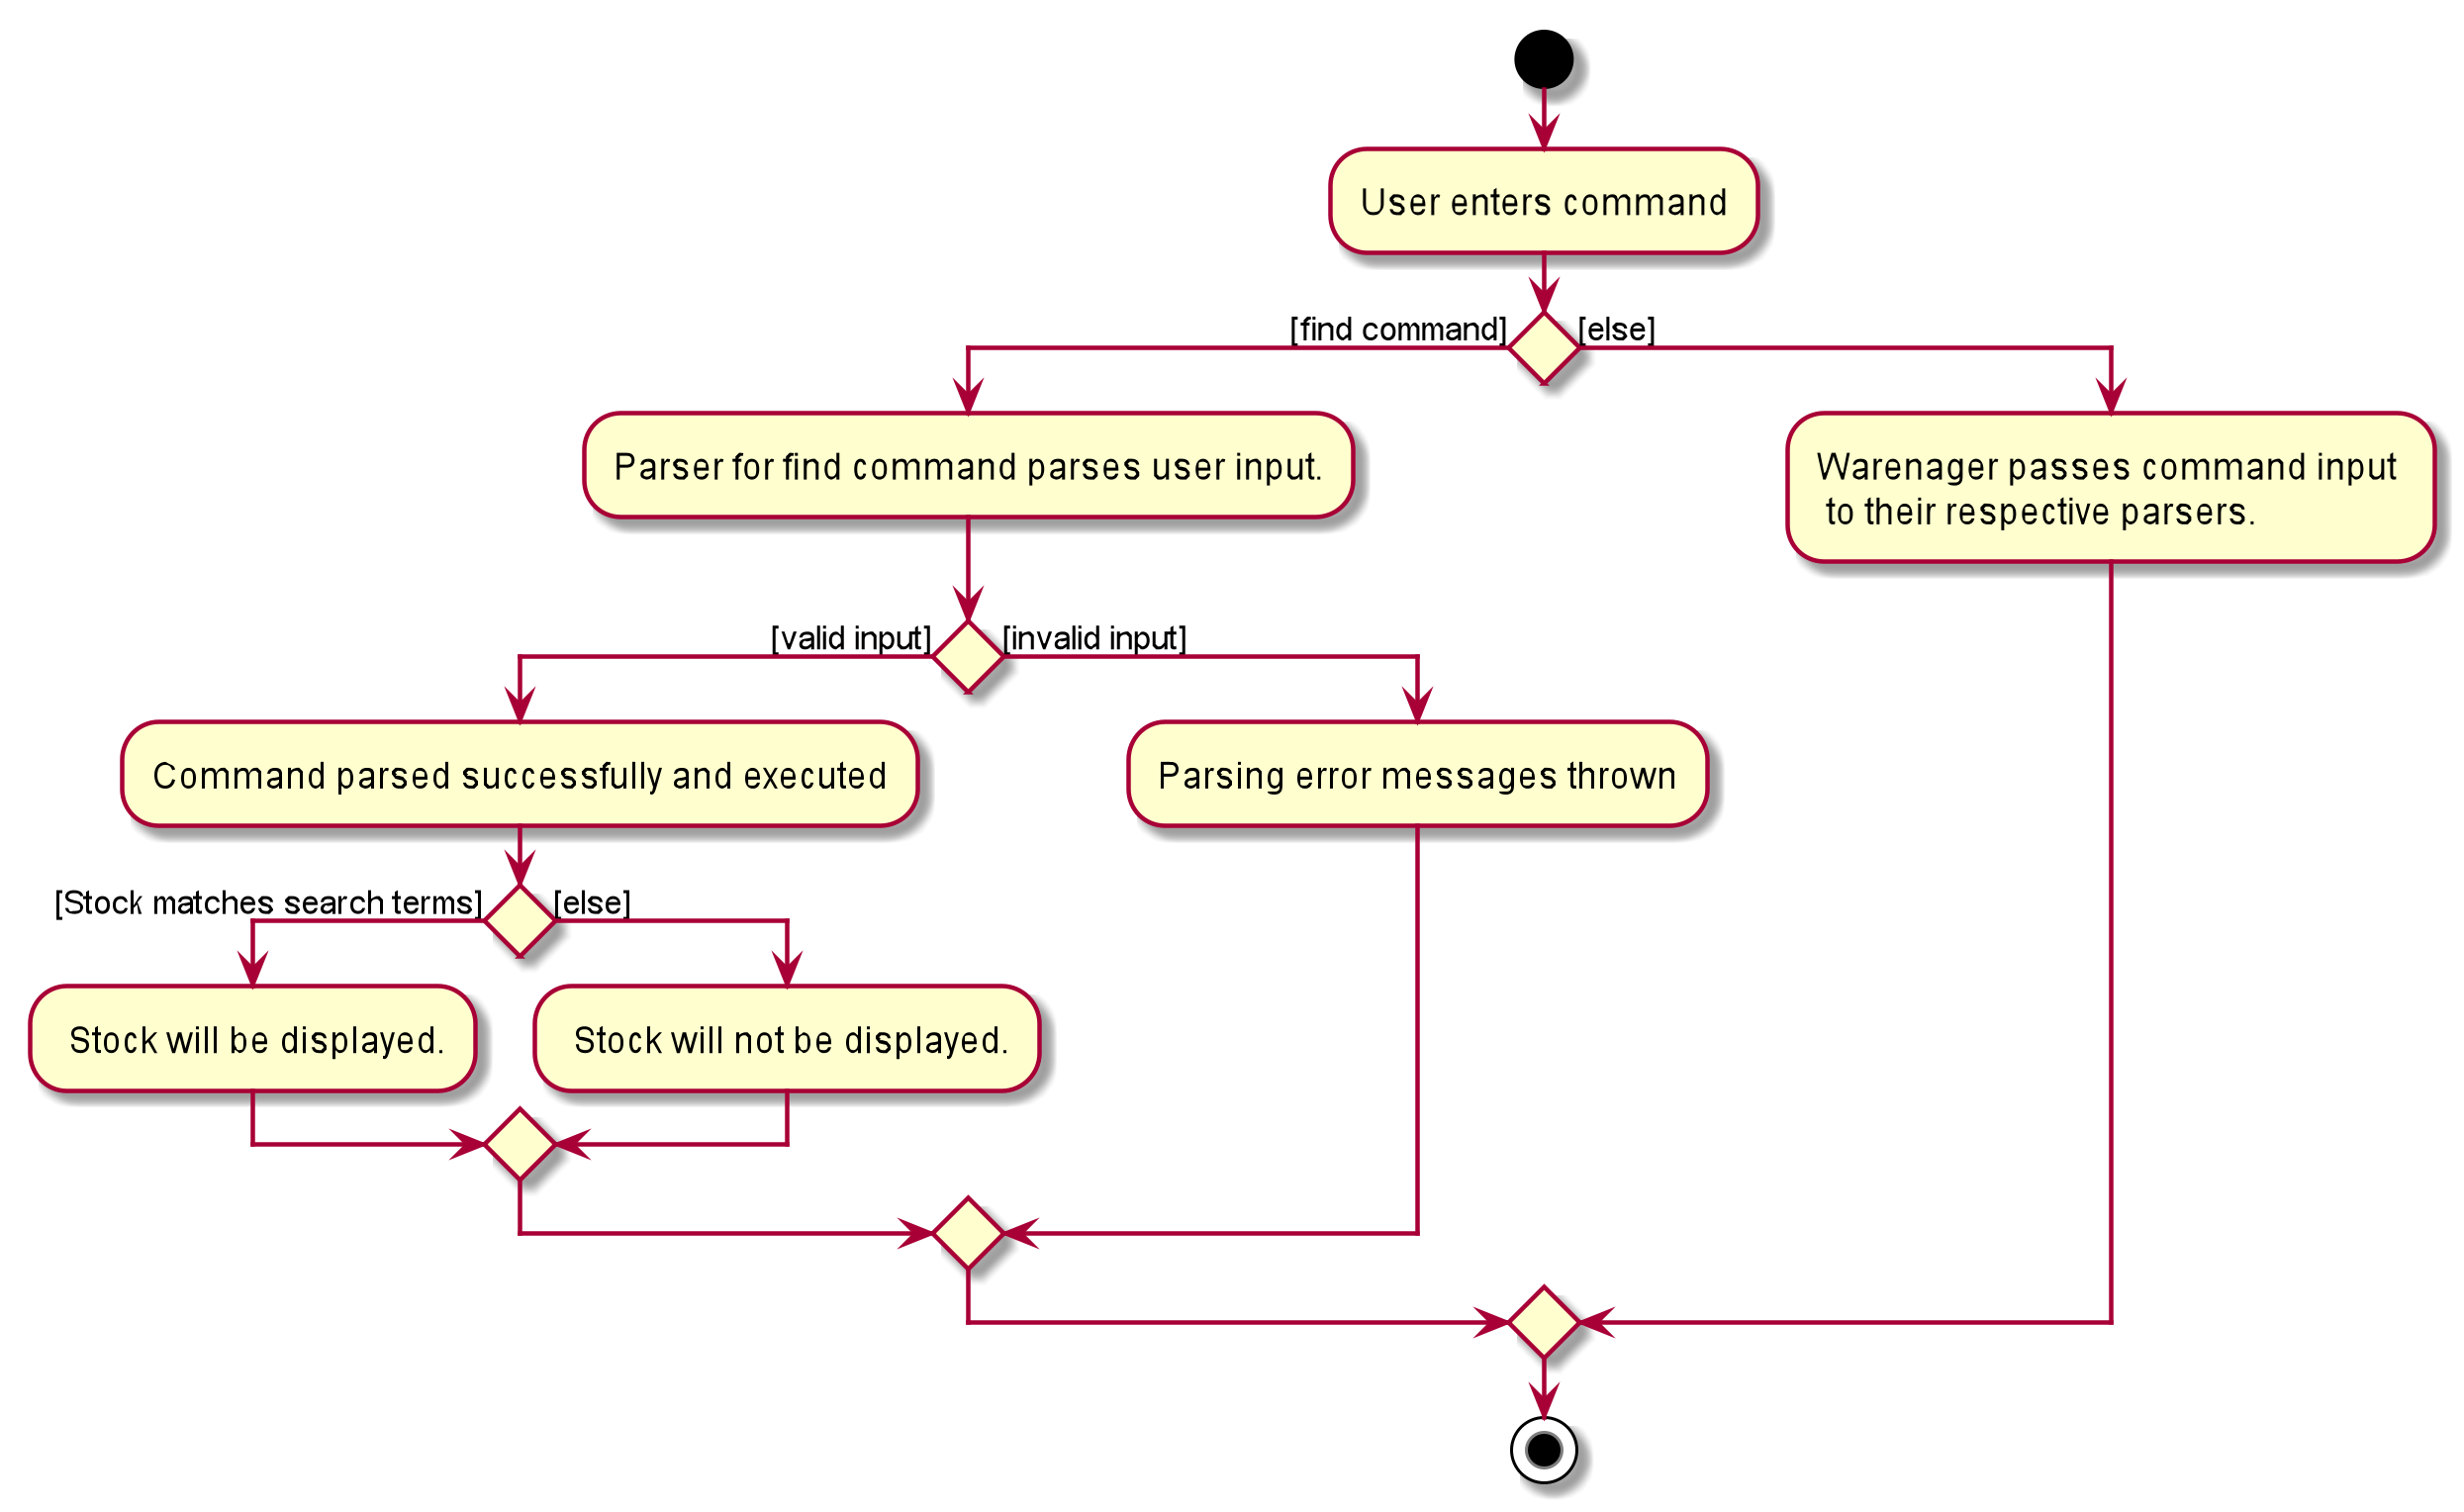 User enters command
[find command]
[else]
Parser for find command parses user input.
Warenager passes command input
to their respective parsers.
[valid input]
[invalid input]
Command parsed successfully and executed
Parsing error messages thrown
[Stock matches search terms]
[else]
Stock will be displayed.
Stock will not be displayed.